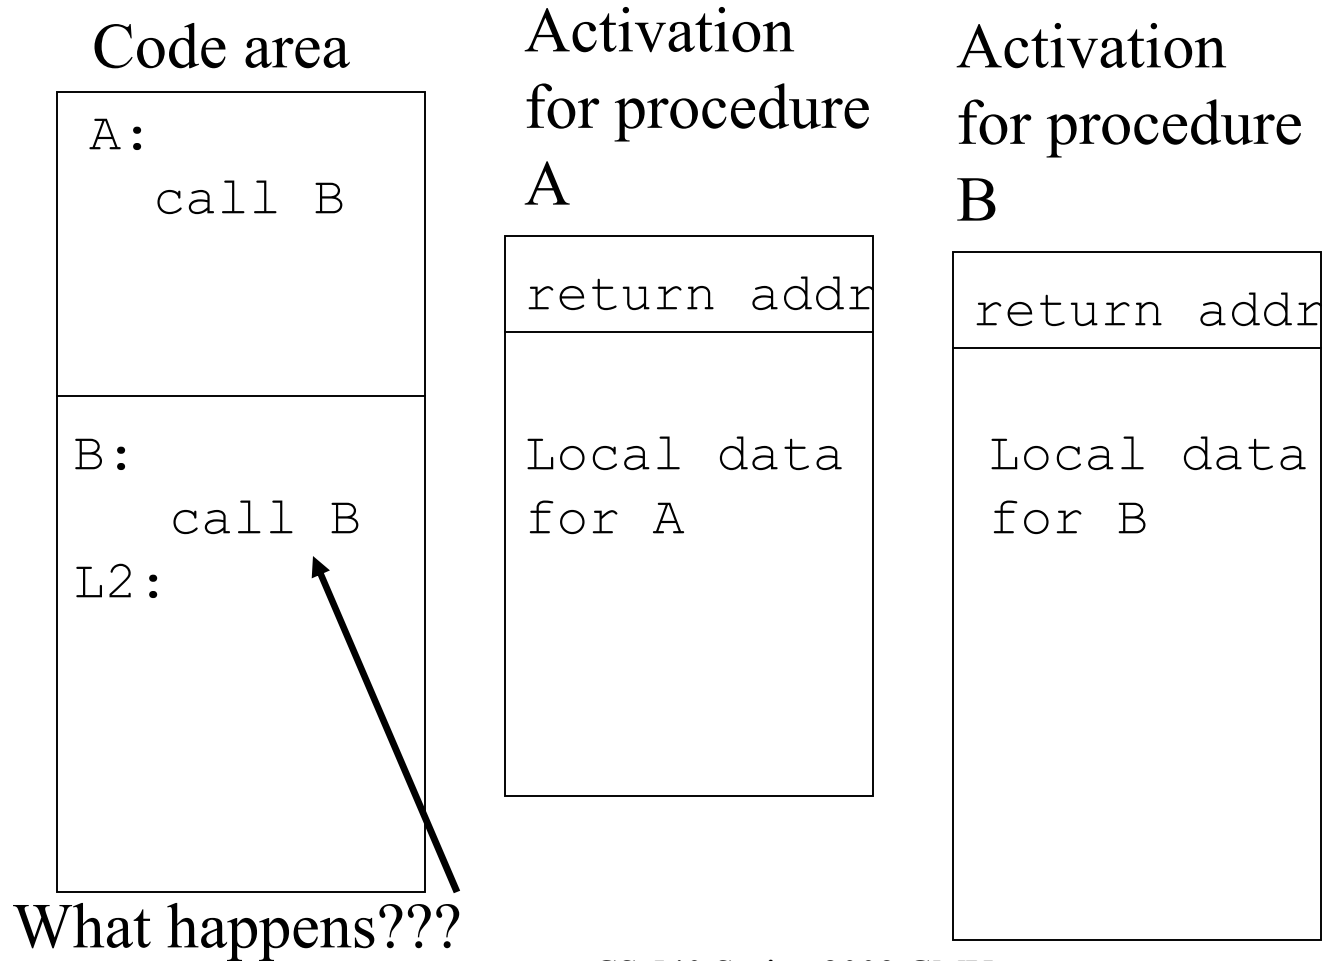 Code area
A:
call B
B:
call B
L2:
What happens???
Activation
for procedure
A
return addr
Local data
for A
Activation
for procedure
B
return addr
Local data
for B